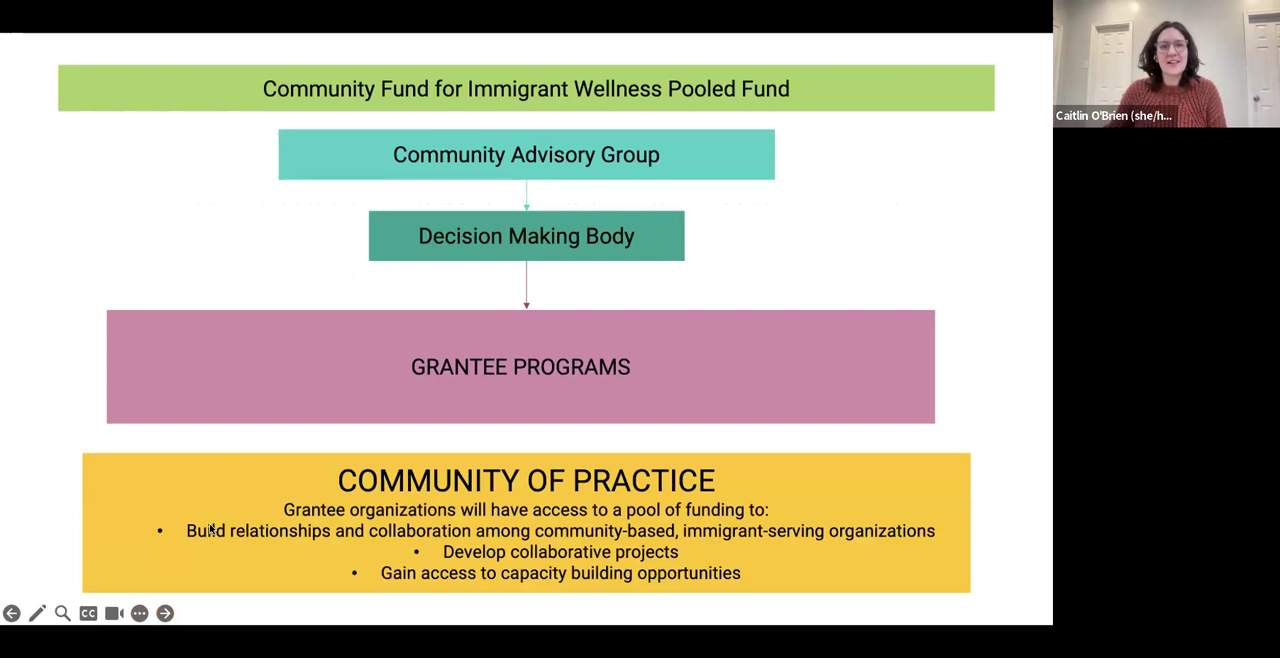 Community Fund for Immigrant Wellness Pooled Fund
Caitlin O'Brien (she/h...
Community Advisory Group
Decision Making Body
GRANTEE PROGRAMS
COMMUNITY OF PRACTICE
Grantee organizations will have access to a pool of funding to:
• Build relationships and collaboration among community-based, immigrant-serving organizations
• Develop collaborative projects
• Gain access to capacity building opportunities
CC